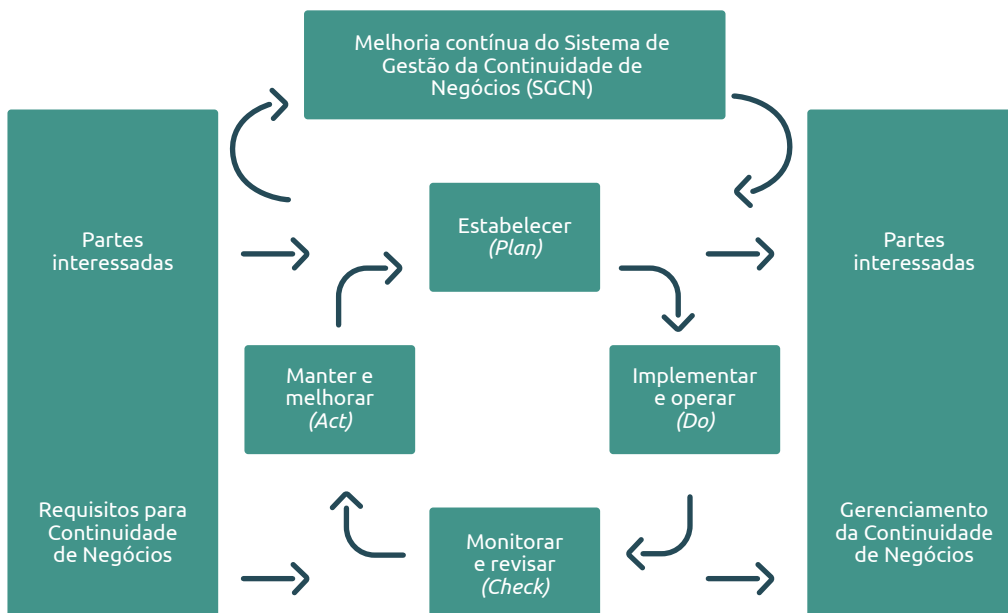 Melhoria contínua do Sistema de
Gestão da Continuidade de
Negócios (SGCN)
Partes
interessadas
Estabelecer
(Plan)
Partes
interessadas
Manter e
melhorar
(Act)
Implementar
e operar
(Do)
Requisitos para
Continuidade
de Negócios
Monitorar
e revisar
(Check)
Gerenciamento
da Continuidade
de Negócios